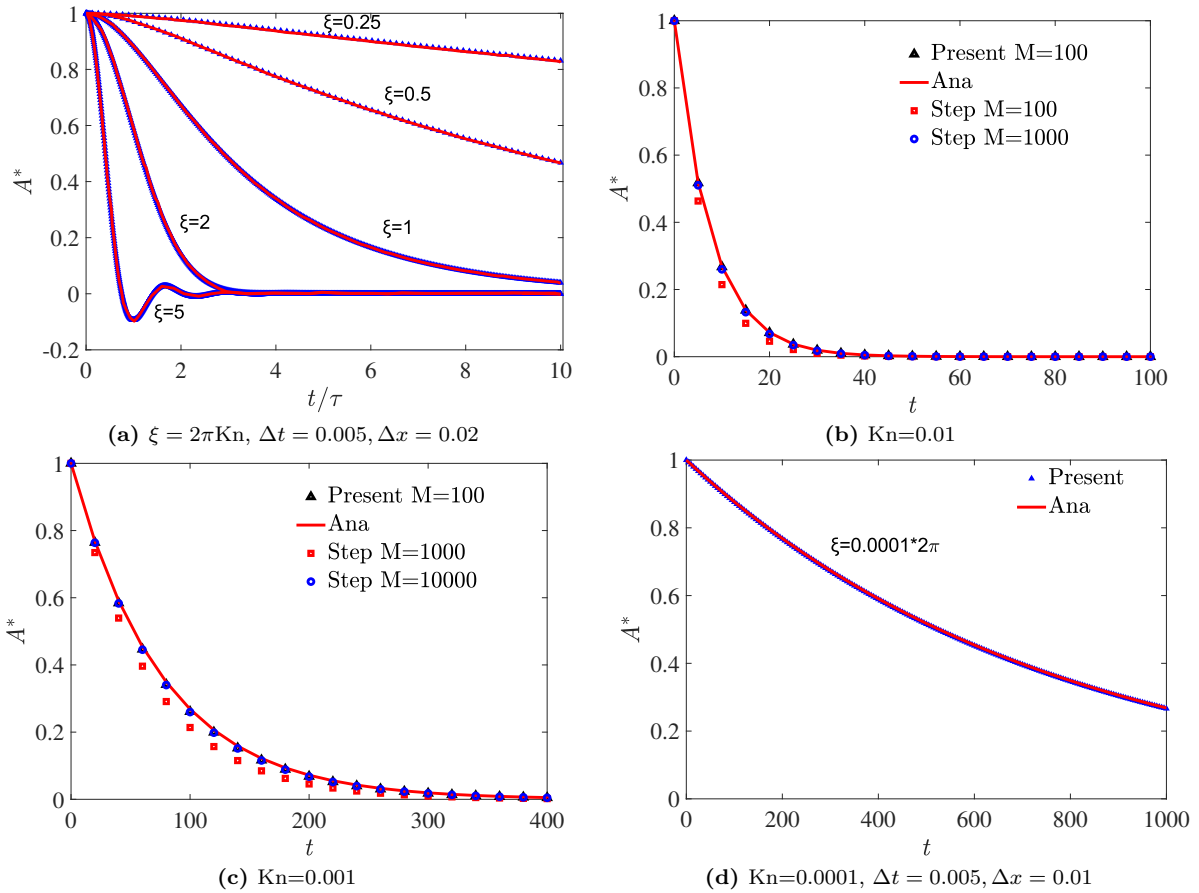 1
0.8
0.6
0.4
0.2
0
-0.2
A*
ξ=0.25
ξ=0.5
ξ=1
ξ=2
ξ=5
0 2 4 6 8 10
t/τ
(a) ξ = 2πKn, Δt = 0.005, Δx = 0.02
1
0.8
0.6
0.4
0.2
0
A*
Present M=100
Ana
Step M=100
Step M=1000
0 20 40 60 80 100
t
(b) Kn=0.01
1
0.8
0.6
0.4
0.2
0
A*
Present M=100
Ana
Step M=1000
Step M=10000
0 100 200 300 400
t
(c) Kn=0.001
1
0.8
0.6
0.4
0.2
0
A*
Present
Ana
ξ=0.0001*2π
0 200 400 600 800 1000
t
(d) Kn=0.0001, Δt = 0.005, Δx = 0.01